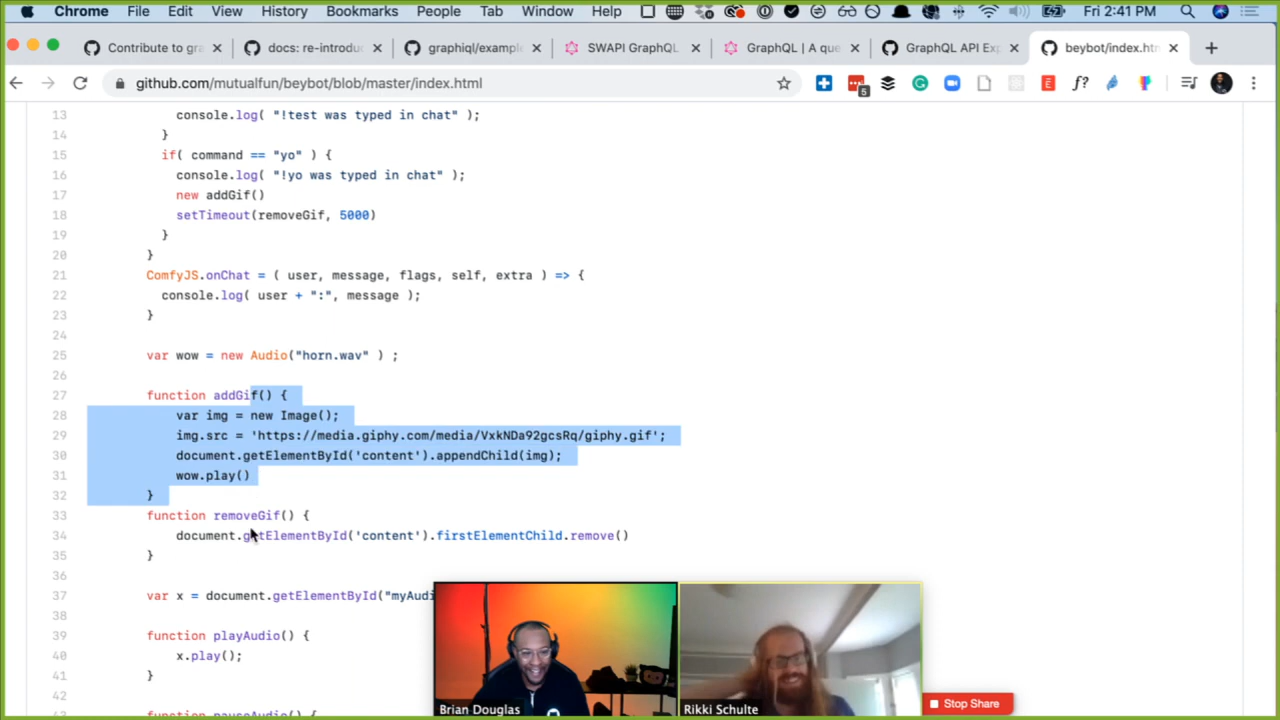 Chrome File Edit View History Bookmarks People Tab Window Help Fri 2:41 PM
Contribute to gra
docs: re-introdu
graphiql/example
SWAPI GraphQL
GraphQL | A que
GraphQL API Exp
beybot/index.htm
github.com/mutualfun/beybot/blob/master/index.html
5
f?
13 console.log( "!test was typed in chat" );
14 }
15 if( command == "yo" ) {
16 console.log( "!yo was typed in chat" );
17 new addGif()
18 setTimeout(removeGif, 5000)
19 }
20 }
21 ComfyJS.onChat = ( user, message, flags, self, extra ) => {
22 console.log( user + ":", message );
23 }
24
25 var wow = new Audio("horn.wav" ) ;
26
27 function addGif() {
28 var img = new Image();
29 img.src = 'https://media.giphy.com/media/VxkNDa92gcsRq/giphy.gif';
30 document.getElementById('content').appendChild(img);
31 wow.play()
32 }
33 function removeGif() {
34 document.getElementById('content').firstElementChild.remove()
35 }
36
37 var x = document.getElementById("myAudi
38
39 function playAudio() {
40 x.play();
41 }
42
function pauseAudio() {
Brian Douglas
Rikki Schulte
Stop Share